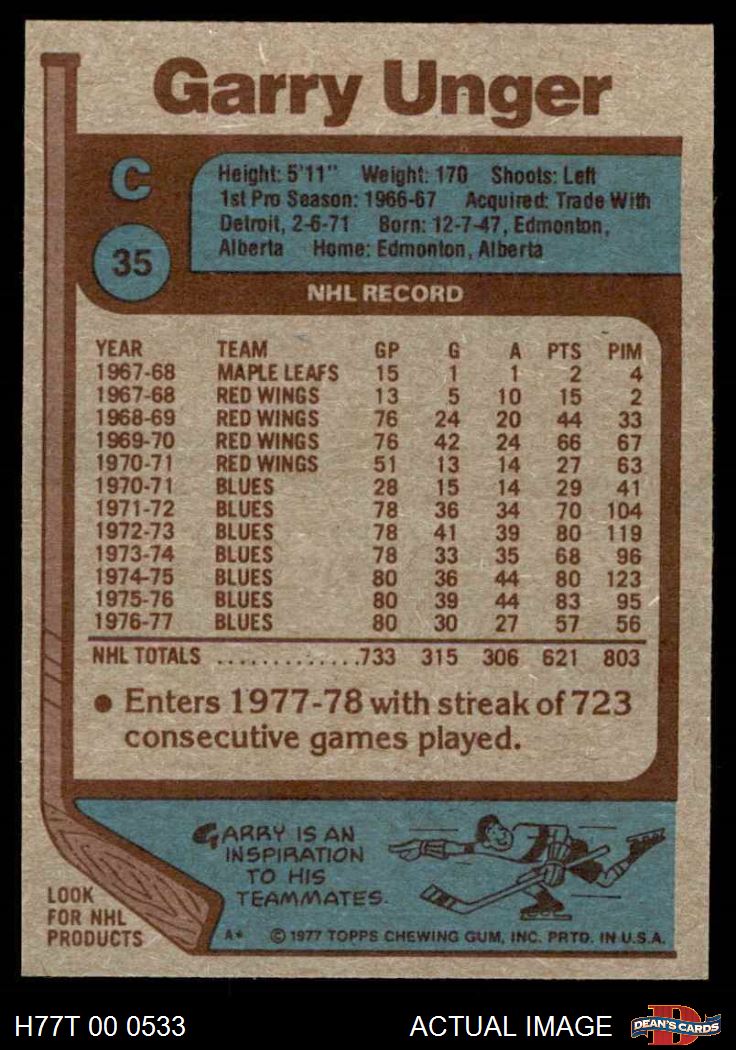 Garry Unger
C
35
Height: 5'11" Weight: 170 Shoots: Left
1st Pro Season: 1966-67 Acquired: Trade With
Detroit, 2-6-71 Born: 12-7-47, Edmonton,
Alberta Home: Edmonton, Alberta
NHL RECORD
YEAR TEAM GP G A PTS PIM
1967-68 MAPLE LEAFS 15 1 1 2 4
1967-68 RED WINGS 13 5 10 15 2
1968-69 RED WINGS 76 24 20 44 33
1969-70 RED WINGS 76 42 24 66 67
1970-71 RED WINGS 51 13 14 27 63
1970-71 BLUES 28 15 14 29 41
1971-72 BLUES 78 36 34 70 104
1972-73 BLUES 78 41 39 80 119
1973-74 BLUES 78 33 35 68 96
1974-75 BLUES 80 36 44 80 123
1975-76 BLUES 80 39 44 83 95
1976-77 BLUES 80 30 27 57 56
NHL TOTALS ..............733 315 306 621 803
• Enters 1977-78 with streak of 723
consecutive games played.
GARRY IS AN
INSPIRATION
TO HIS
TEAMMATES.
LOOK
FOR NHL
PRODUCTS
A* © 1977 TOPPS CHEWING GUM, INC. PRTD. IN U.S.A.
H77T 00 0533 ACTUAL IMAGE
D
DEAN'S CARDS